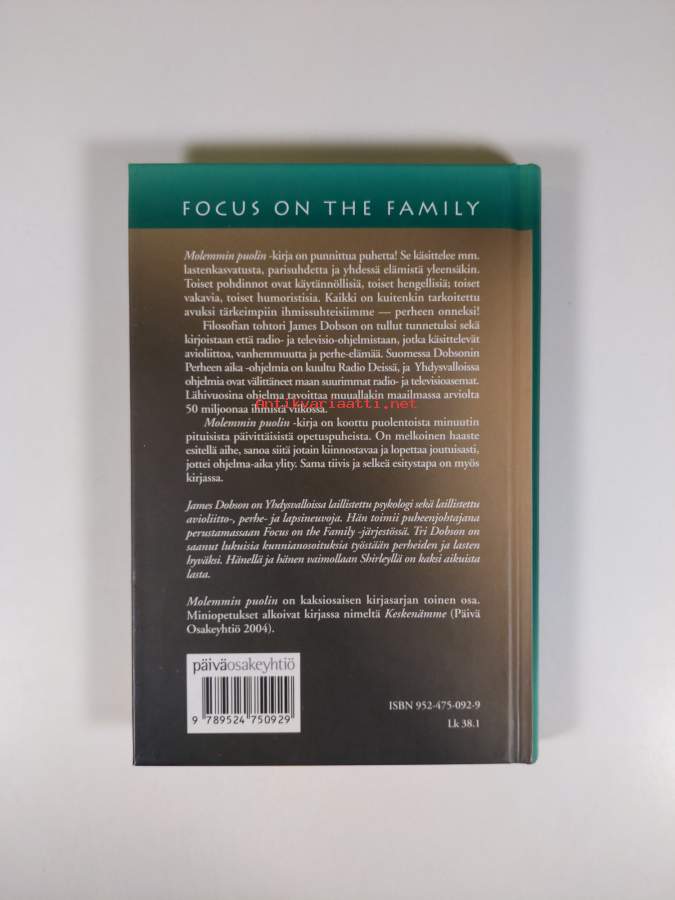 FOCUS ON THE FAMILY
Molemmin puolin -kirja on punnittua puhetta! Se käsittelee mm.
lastenkasvatusta, parisuhdetta ja yhdessä elämistä yleensäkin.
Toiset pohdinnot ovat käytännöllisiä, toiset hengellisiä; toiset
vakavia, toiset humoristisia. Kaikki on kuitenkin tarkoitettu
avuksi tärkeimpiin ihmissuhteisiimme — perheen onneksi!
Filosofian tohtori James Dobson on tullut tunnetuksi sekä
kirjoistaan että radio- ja televisio-ohjelmistaan, jotka käsittelevät
avioliittoa, vanhemmuutta ja perhe-elämää. Suomessa Dobsonin
Perheen aika -ohjelmia on kuultu Radio Deissä, ja Yhdysvalloissa
ohjelmia ovat välittäneet maan suurimmat radio- ja televisioasemat.
Lähivuosina ohjelma tavoittaa muuallakin maailmassa arviolta
antikvariaatti.net
50 miljoonaa ihmistä viikossa.
Molemmin puolin -kirja on koottu puolentoista minuutin
pituisista päivittäisistä opetuspuheista. On melkoinen haaste
esitellä aihe, sanoa siitä jotain kiinnostavaa ja lopettaa joutuisasti,
jottei ohjelma-aika ylity. Sama tiivis ja selkeä esitystapa on myös
kirjassa.
James Dobson on Yhdysvalloissa laillistettu psykologi sekä laillistettu
avioliitto-, perhe- ja lapsineuvoja. Hän toimii puheenjohtajana
perustamassaan Focus on the Family -järjestössä. Tri Dobson on
saanut lukuisia kunnianosoituksia työstään perheiden ja lasten
hyväksi. Hänellä ja hänen vaimollaan Shirleyllä on kaksi aikuista
lasta.
Molemmin puolin on kaksiosaisen kirjasarjan toinen osa.
Miniopetukset alkoivat kirjassa nimeltä Keskenämme (Päivä
Osakeyhtiö 2004).
päiväosakeyhtiö
9 789524 750929
ISBN 952-475-092-9
Lk 38.1